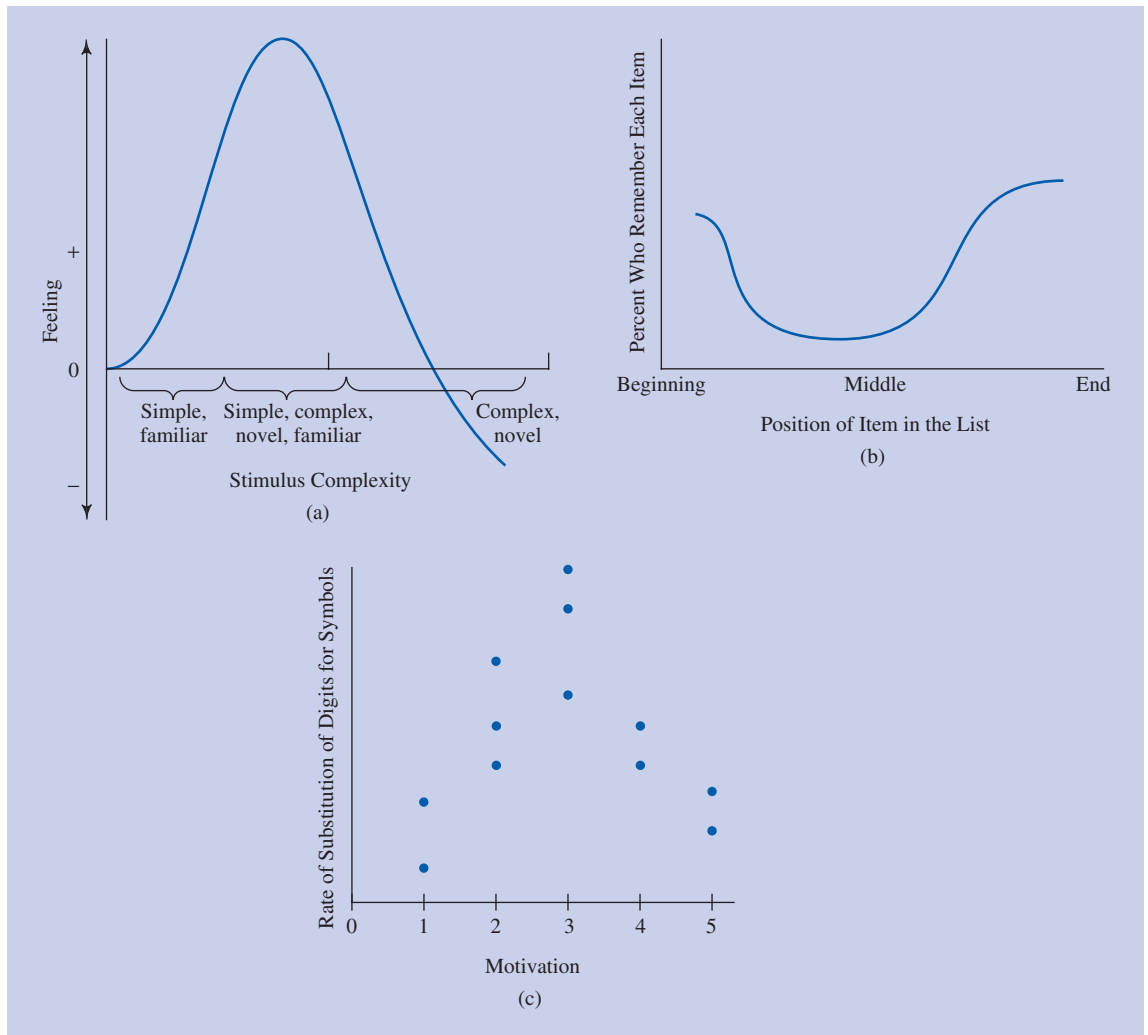 Feeling
+
0
−
Simple,
familiar
Simple, complex,
novel, familiar
Complex,
novel
Stimulus Complexity
(a)
Percent Who Remember Each Item
Beginning
Middle
End
Position of Item in the List
(b)
Rate of Substitution of Digits for Symbols
0 1 2 3 4 5
Motivation
(c)